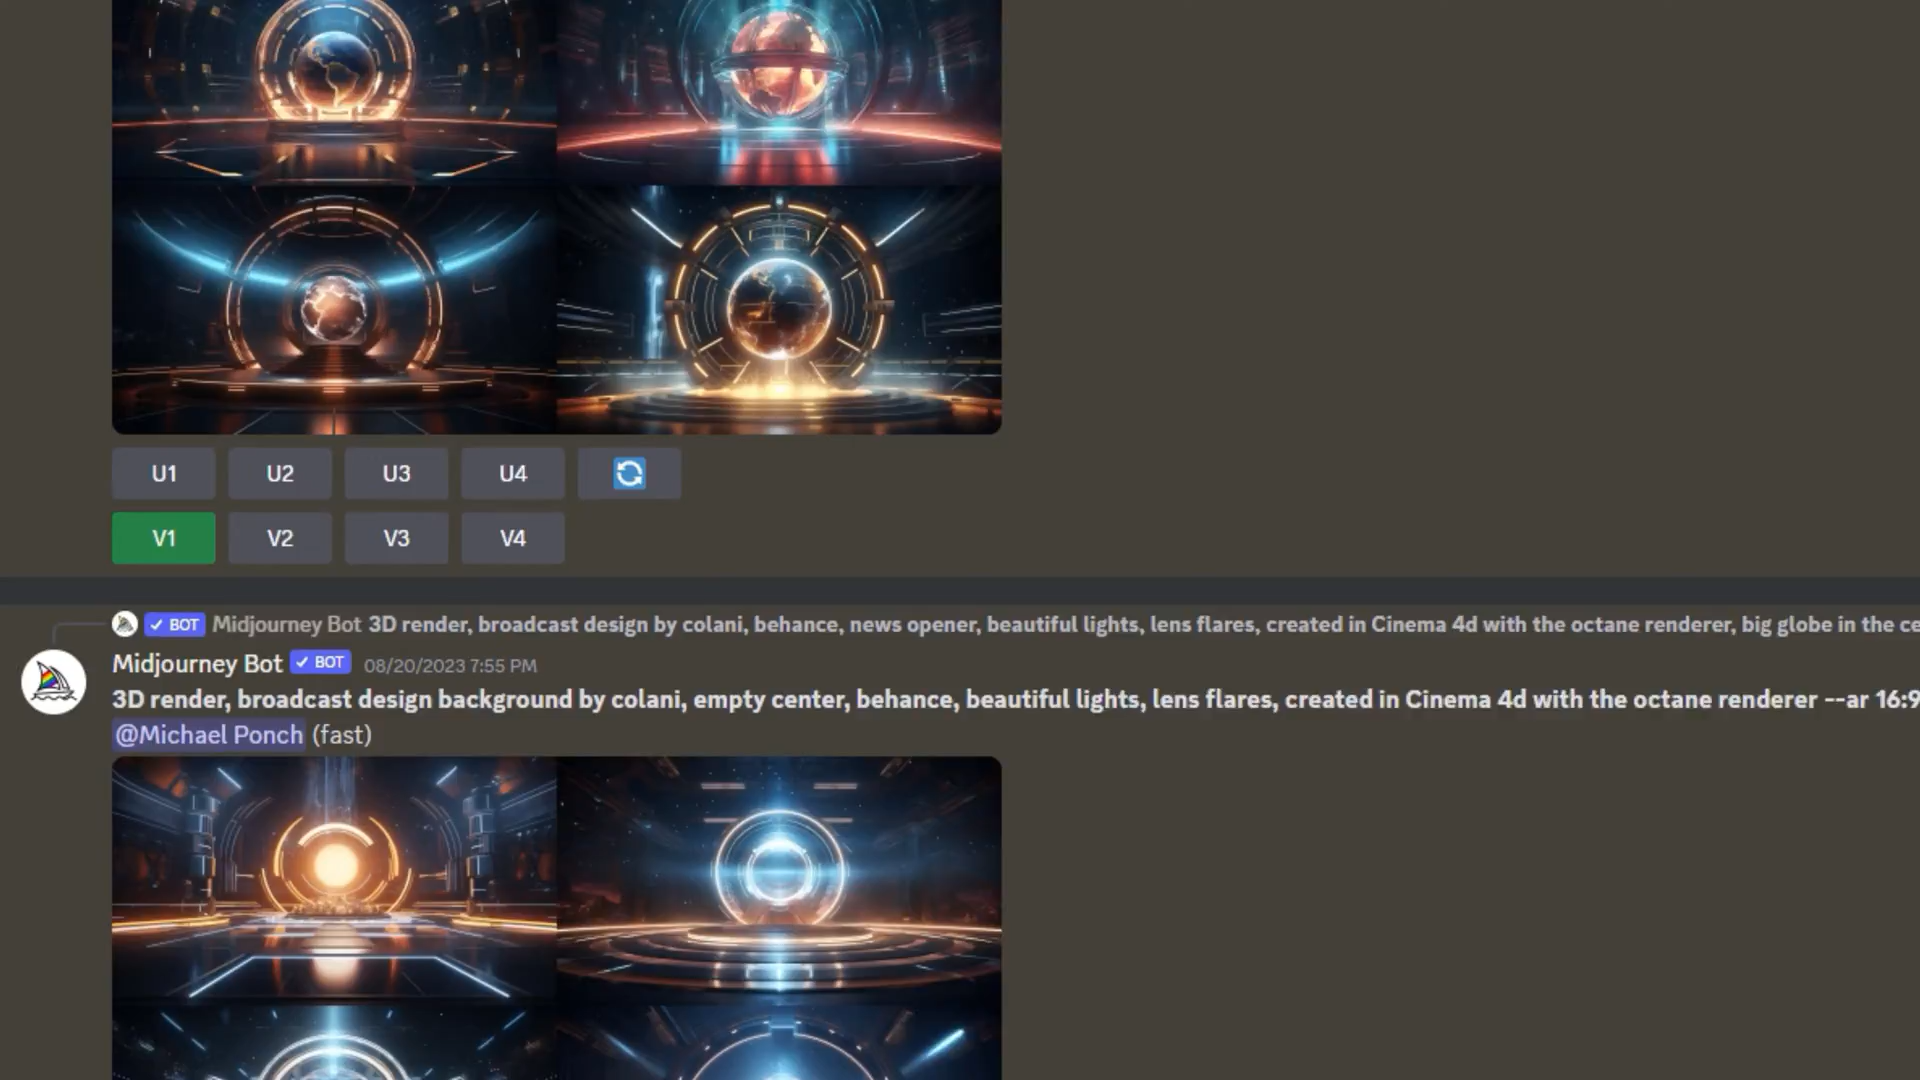 U1 U2 U3 U4
V1 V2 V3 V4
BOT Midjourney Bot 3D render, broadcast design by colani, behance, news opener, beautiful lights, lens flares, created in Cinema 4d with the octane renderer, big globe in the ce
Midjourney Bot BOT 08/20/2023 7:55 PM
3D render, broadcast design background by colani, empty center, behance, beautiful lights, lens flares, created in Cinema 4d with the octane renderer --ar 16:9
@Michael Ponch (fast)